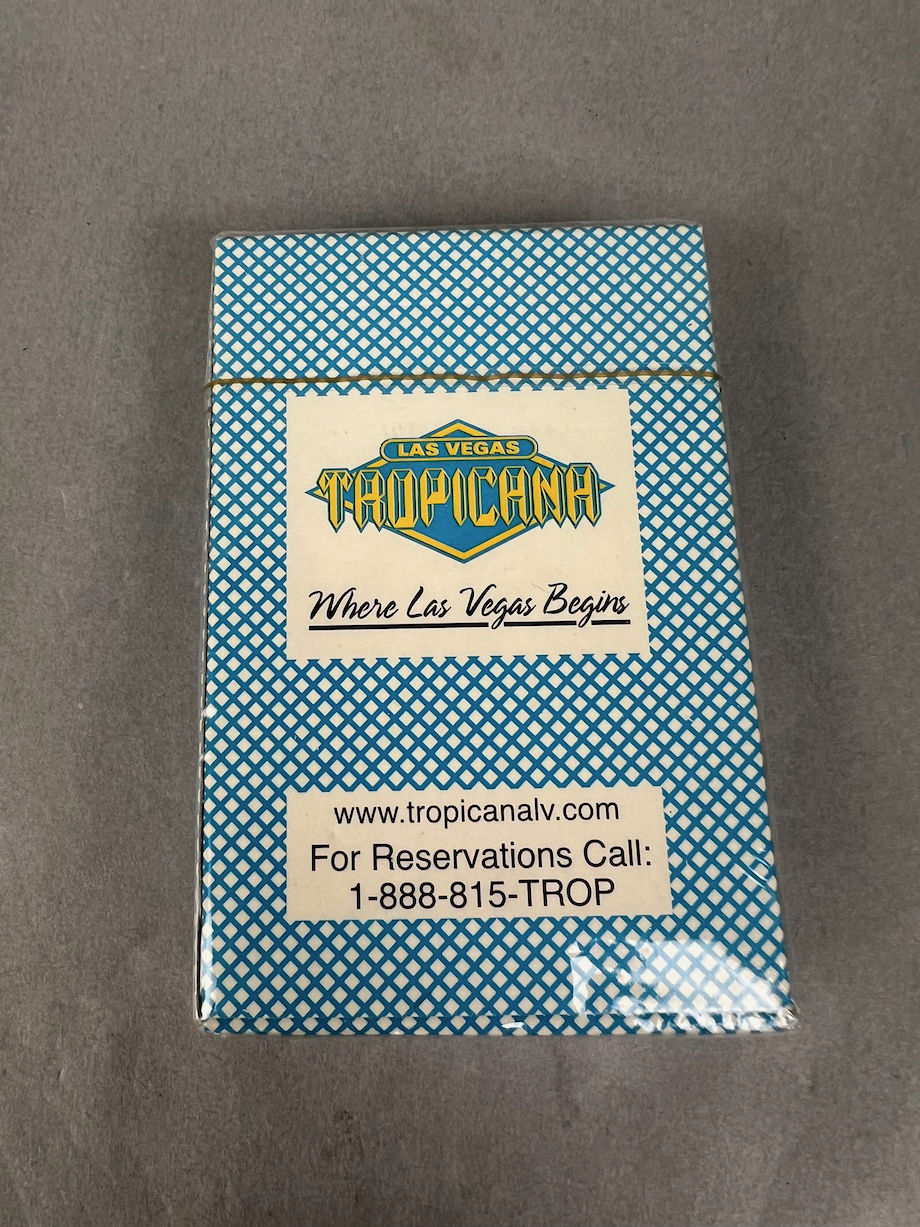 LAS VEGAS
TROPICANA
Where Las Vegas Begins
www.tropicanalv.com
For Reservations Call:
1-888-815-TROP